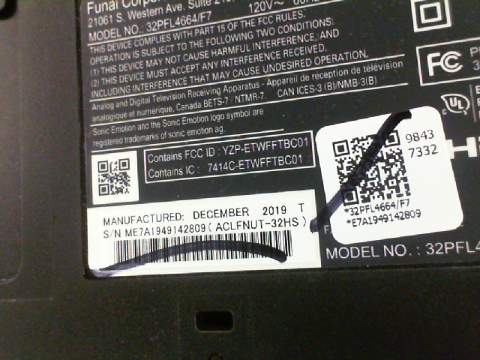 Funai Corpor
21061 S. Western Ave. Suite
MODEL NO.: 32PFL4664/F7 120V~
THIS DEVICE COMPLIES WITH PART 15 OF THE FCC RULES.
OPERATION IS SUBJECT TO THE FOLLOWING TWO CONDITIONS:
(1) THIS DEVICE MAY NOT CAUSE HARMFUL INTERFERENCE, AND
(2) THIS DEVICE MUST ACCEPT ANY INTERFERENCE RECEIVED,
INCLUDING INTERFERENCE THAT MAY CAUSE UNDESIRED OPERATION.
Analog and Digital Television Receiving Apparatus - Appareil de réception de télévision
analogique et numérique, Canada BETS-7 / NTMR-7. CAN ICES-3 (B)/NMB-3(B)
Sonic Emotion and the Sonic Emotion logo symbol are
registered trademarks of sonic emotion ag.
Contains FCC ID : YZP-ETWFFTBC01
Contains IC : 7414C-ETWFFTBC01
MANUFACTURED: DECEMBER 2019 T
S/N ME7A1949142809(ACLFNUT-32HS)
FC
UL
9843
7332
*32PFL4664/F7
*E7A1949142809
MODEL NO.: 32PFL4